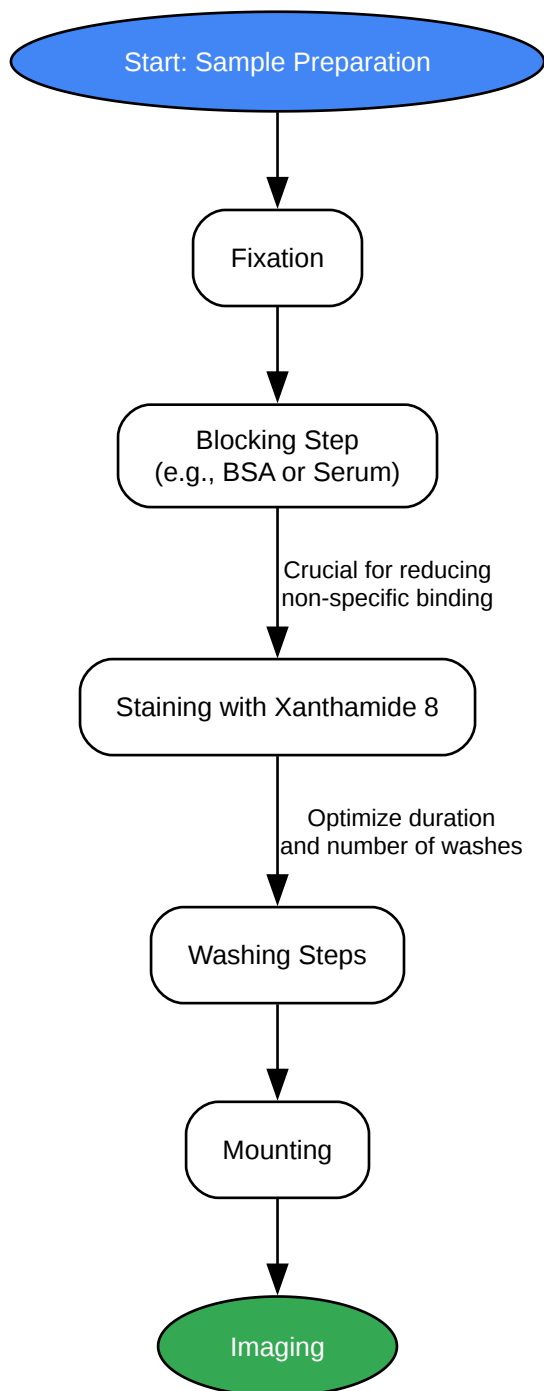 Start: Sample Preparation
Fixation
Blocking Step
(e.g., BSA or Serum)
Crucial for reducing
non-specific binding
Staining with Xanthamide 8
Optimize duration
and number of washes
Washing Steps
Mounting
Imaging